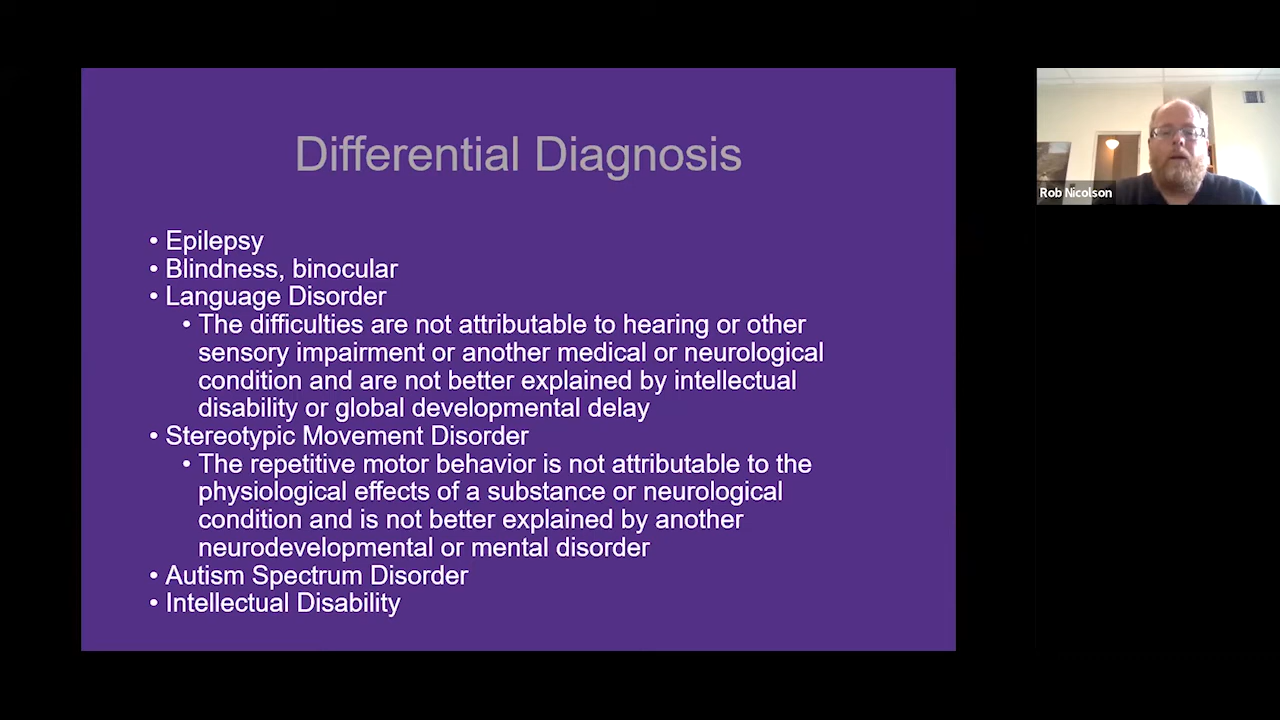 Differential Diagnosis
• Epilepsy
• Blindness, binocular
• Language Disorder
• The difficulties are not attributable to hearing or other
sensory impairment or another medical or neurological
condition and are not better explained by intellectual
disability or global developmental delay
• Stereotypic Movement Disorder
• The repetitive motor behavior is not attributable to the
physiological effects of a substance or neurological
condition and is not better explained by another
neurodevelopmental or mental disorder
• Autism Spectrum Disorder
• Intellectual Disability
Rob Nicolson